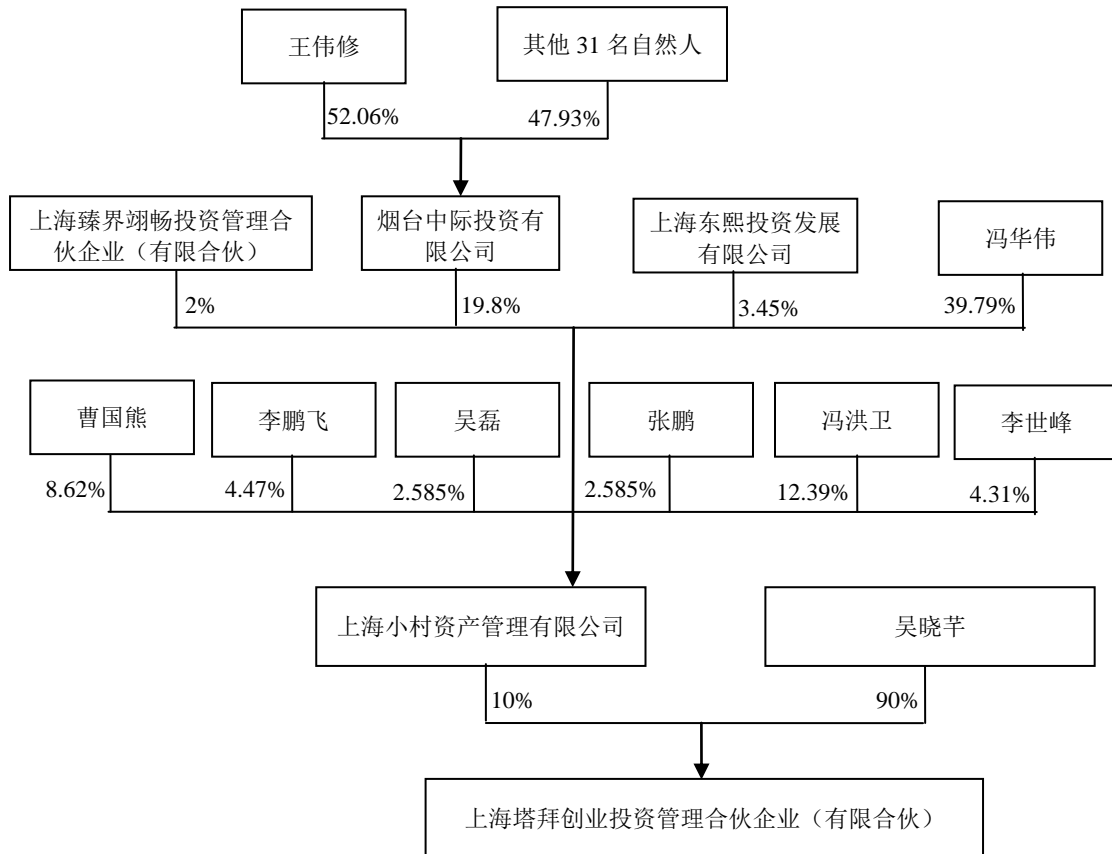 王伟修
其他 31 名自然人
52.06%
47.93%
上海臻界翊畅投资管理合
伙企业（有限合伙）
烟台中际投资有
限公司
上海东熙投资发展
有限公司
冯华伟
2%
19.8%
3.45%
39.79%
曹国熊
李鹏飞
吴磊
张鹏
冯洪卫
李世峰
8.62%
4.47%
2.585%
2.585%
12.39%
4.31%
上海小村资产管理有限公司
吴晓芊
10%
90%
上海塔拜创业投资管理合伙企业（有限合伙）